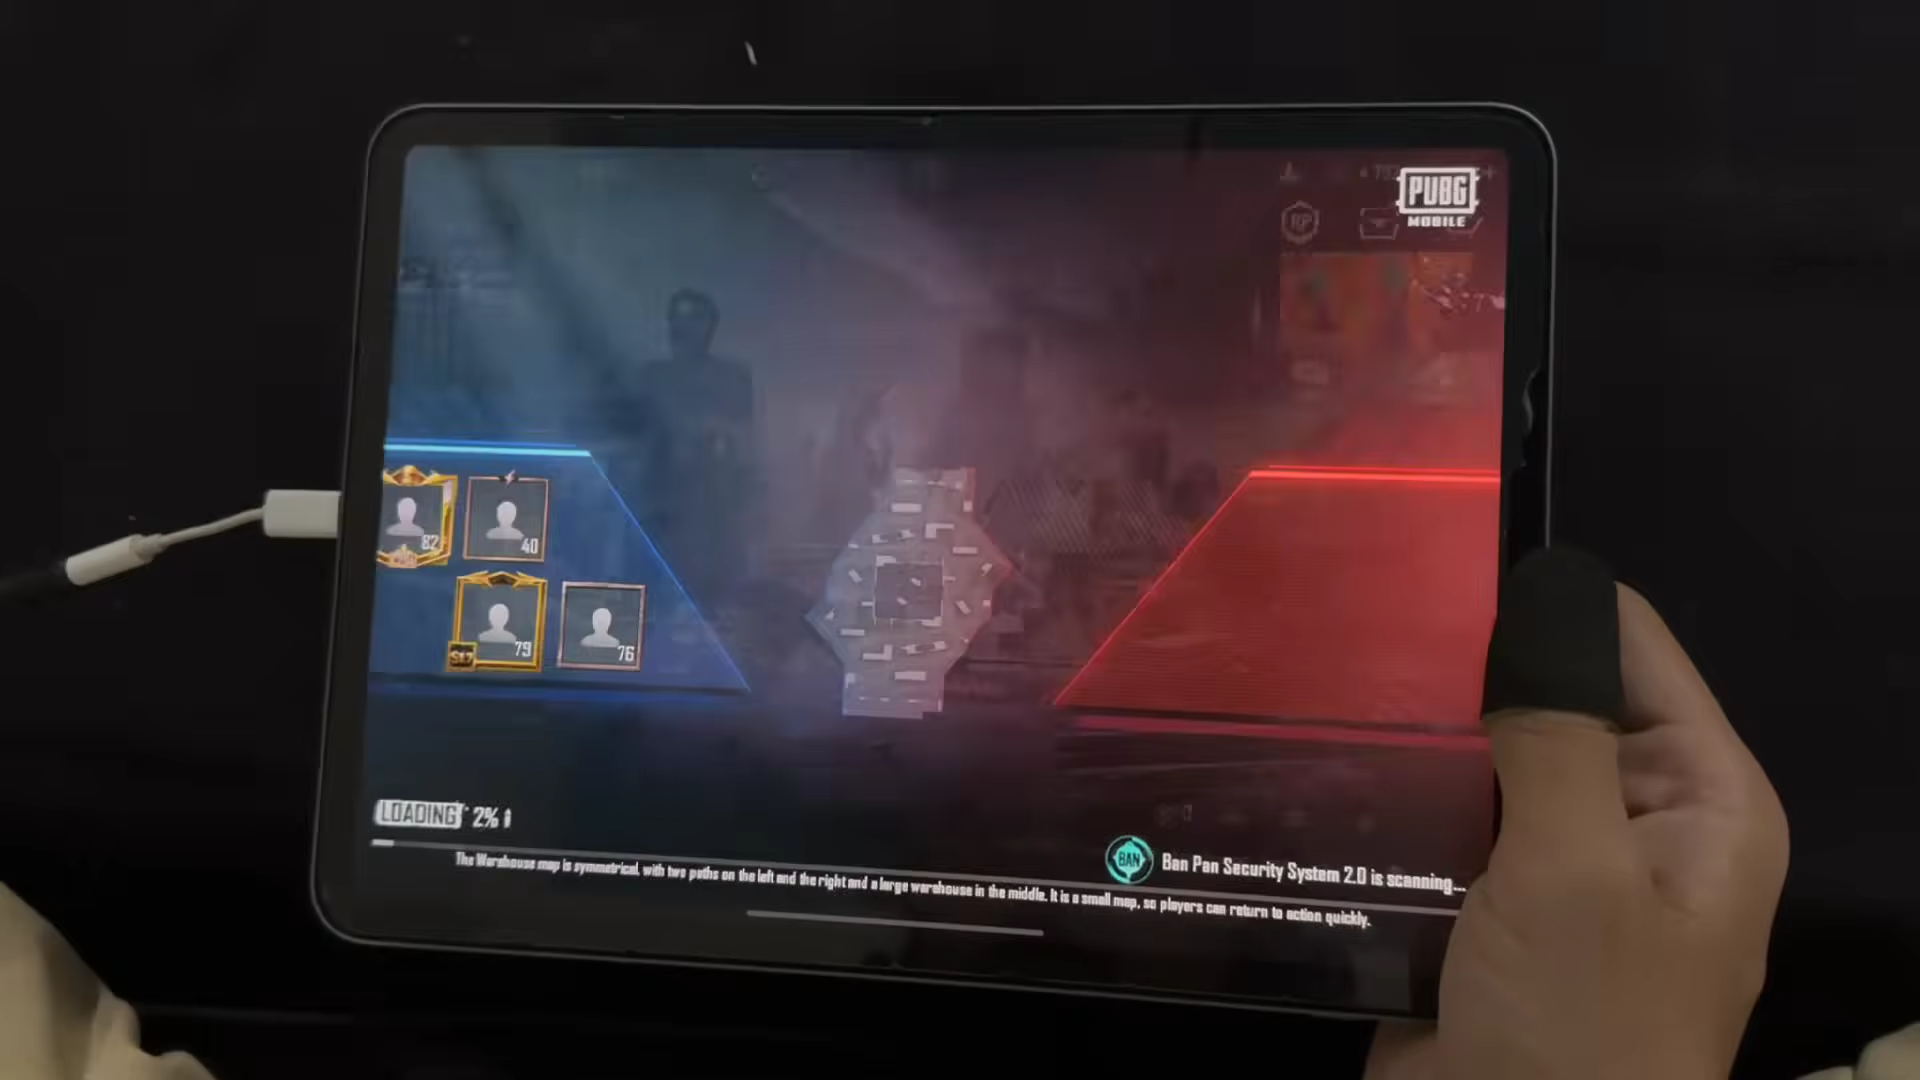 PUBG
MOBILE
RP
82
40
79
S17
76
LOADING 2%
BAN
Ban Pan Security System 2.0 is scanning...
The Warehouse map is symmetrical, with two paths on the left and the right and a large warehouse in the middle. It is a small map, so players can return to action quickly.